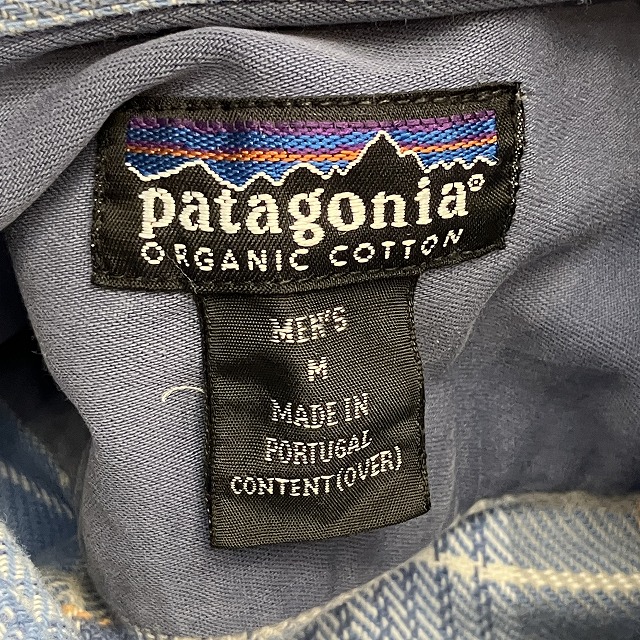 patagonia®
ORGANIC COTTON
MEN'S
M
MADE IN
PORTUGAL
CONTENT(OVER)